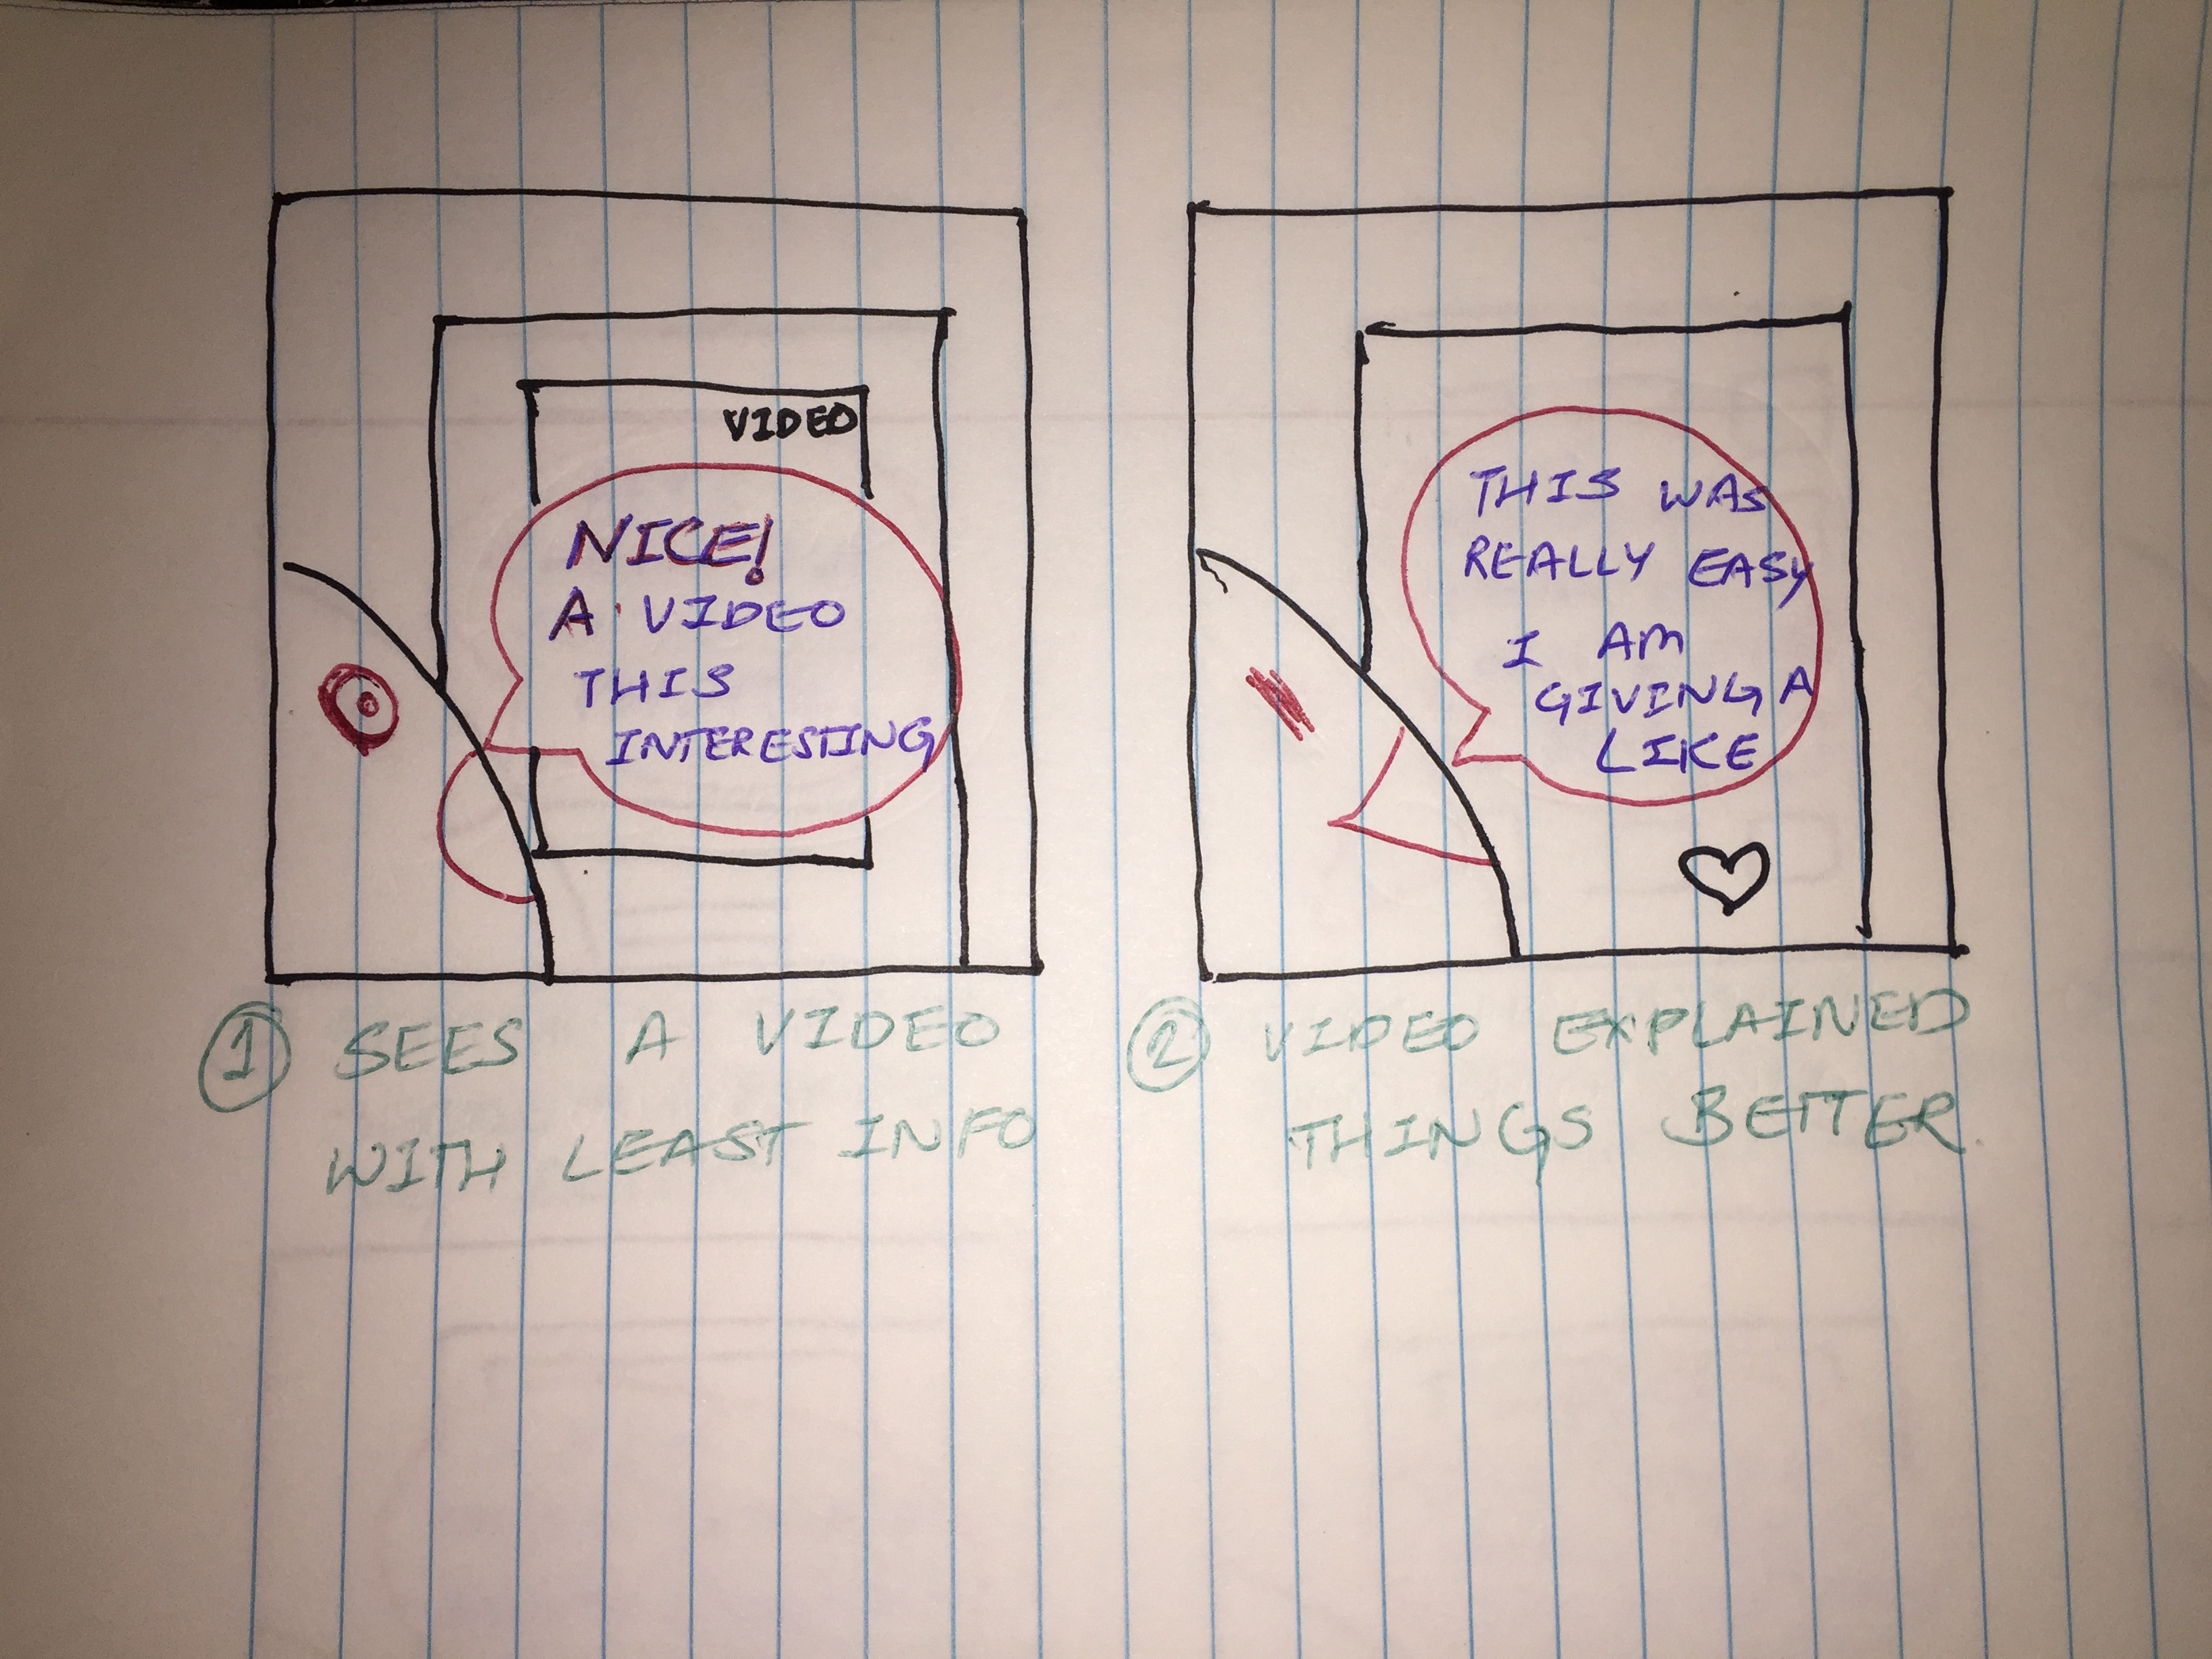 VIDEO
NICE!
A VIDEO
THIS
INTERESTING
① SEES A VIDEO
WITH LEAST INFO
THIS WAS
REALLY EASY
I AM
GIVING A
LIKE
② VIDEO EXPLAINED
THINGS BETTER.